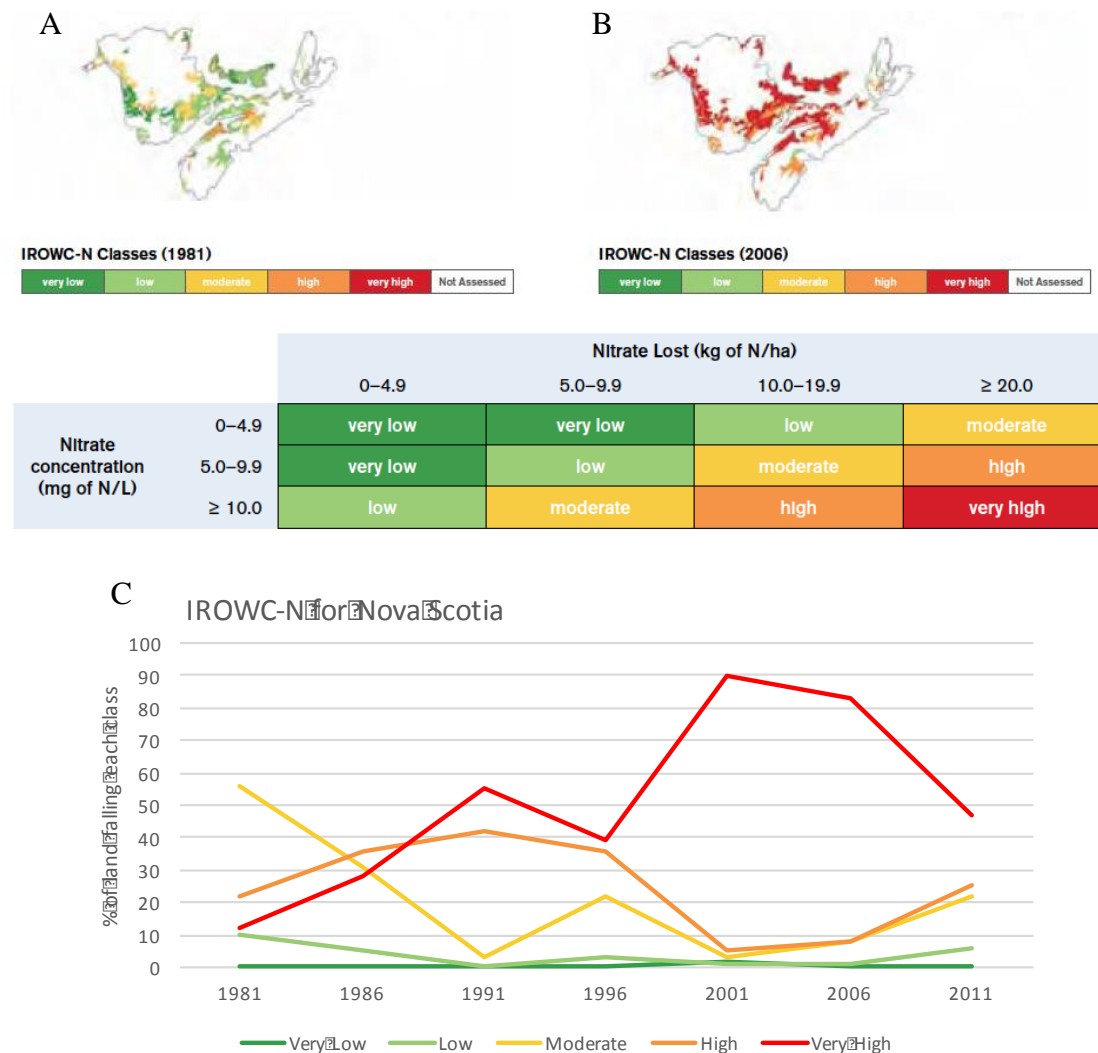 A
B
IROWC-N Classes (1981)
very low low moderate high very high Not Assessed
IROWC-N Classes (2006)
very low low moderate high very high Not Assessed
Nitrate Lost (kg of N/ha)
0–4.9 5.0–9.9 10.0–19.9 ≥ 20.0
Nitrate concentration (mg of N/L)
0–4.9 very low very low low moderate
5.0–9.9 very low low moderate high
≥ 10.0 low moderate high very high
C
IROWC-N⍰for⍰Nova⍰Scotia
%⍰of⍰land⍰falling⍰each⍰class
100
90
80
70
60
50
40
30
20
10
0
1981 1986 1991 1996 2001 2006 2011
Very⍰Low Low Moderate High Very⍰High